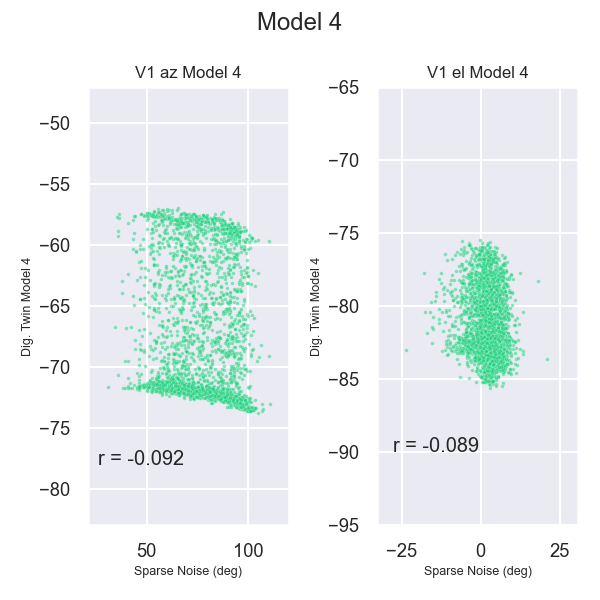 Model 4
V1 az Model 4
−50
−55
−60
−65
−70
−75
−80
Dig. Twin Model 4
r = -0.092
50
100
Sparse Noise (deg)
V1 el Model 4
−65
−70
−75
−80
−85
−90
−95
Dig. Twin Model 4
r = -0.089
−25
0
25
Sparse Noise (deg)